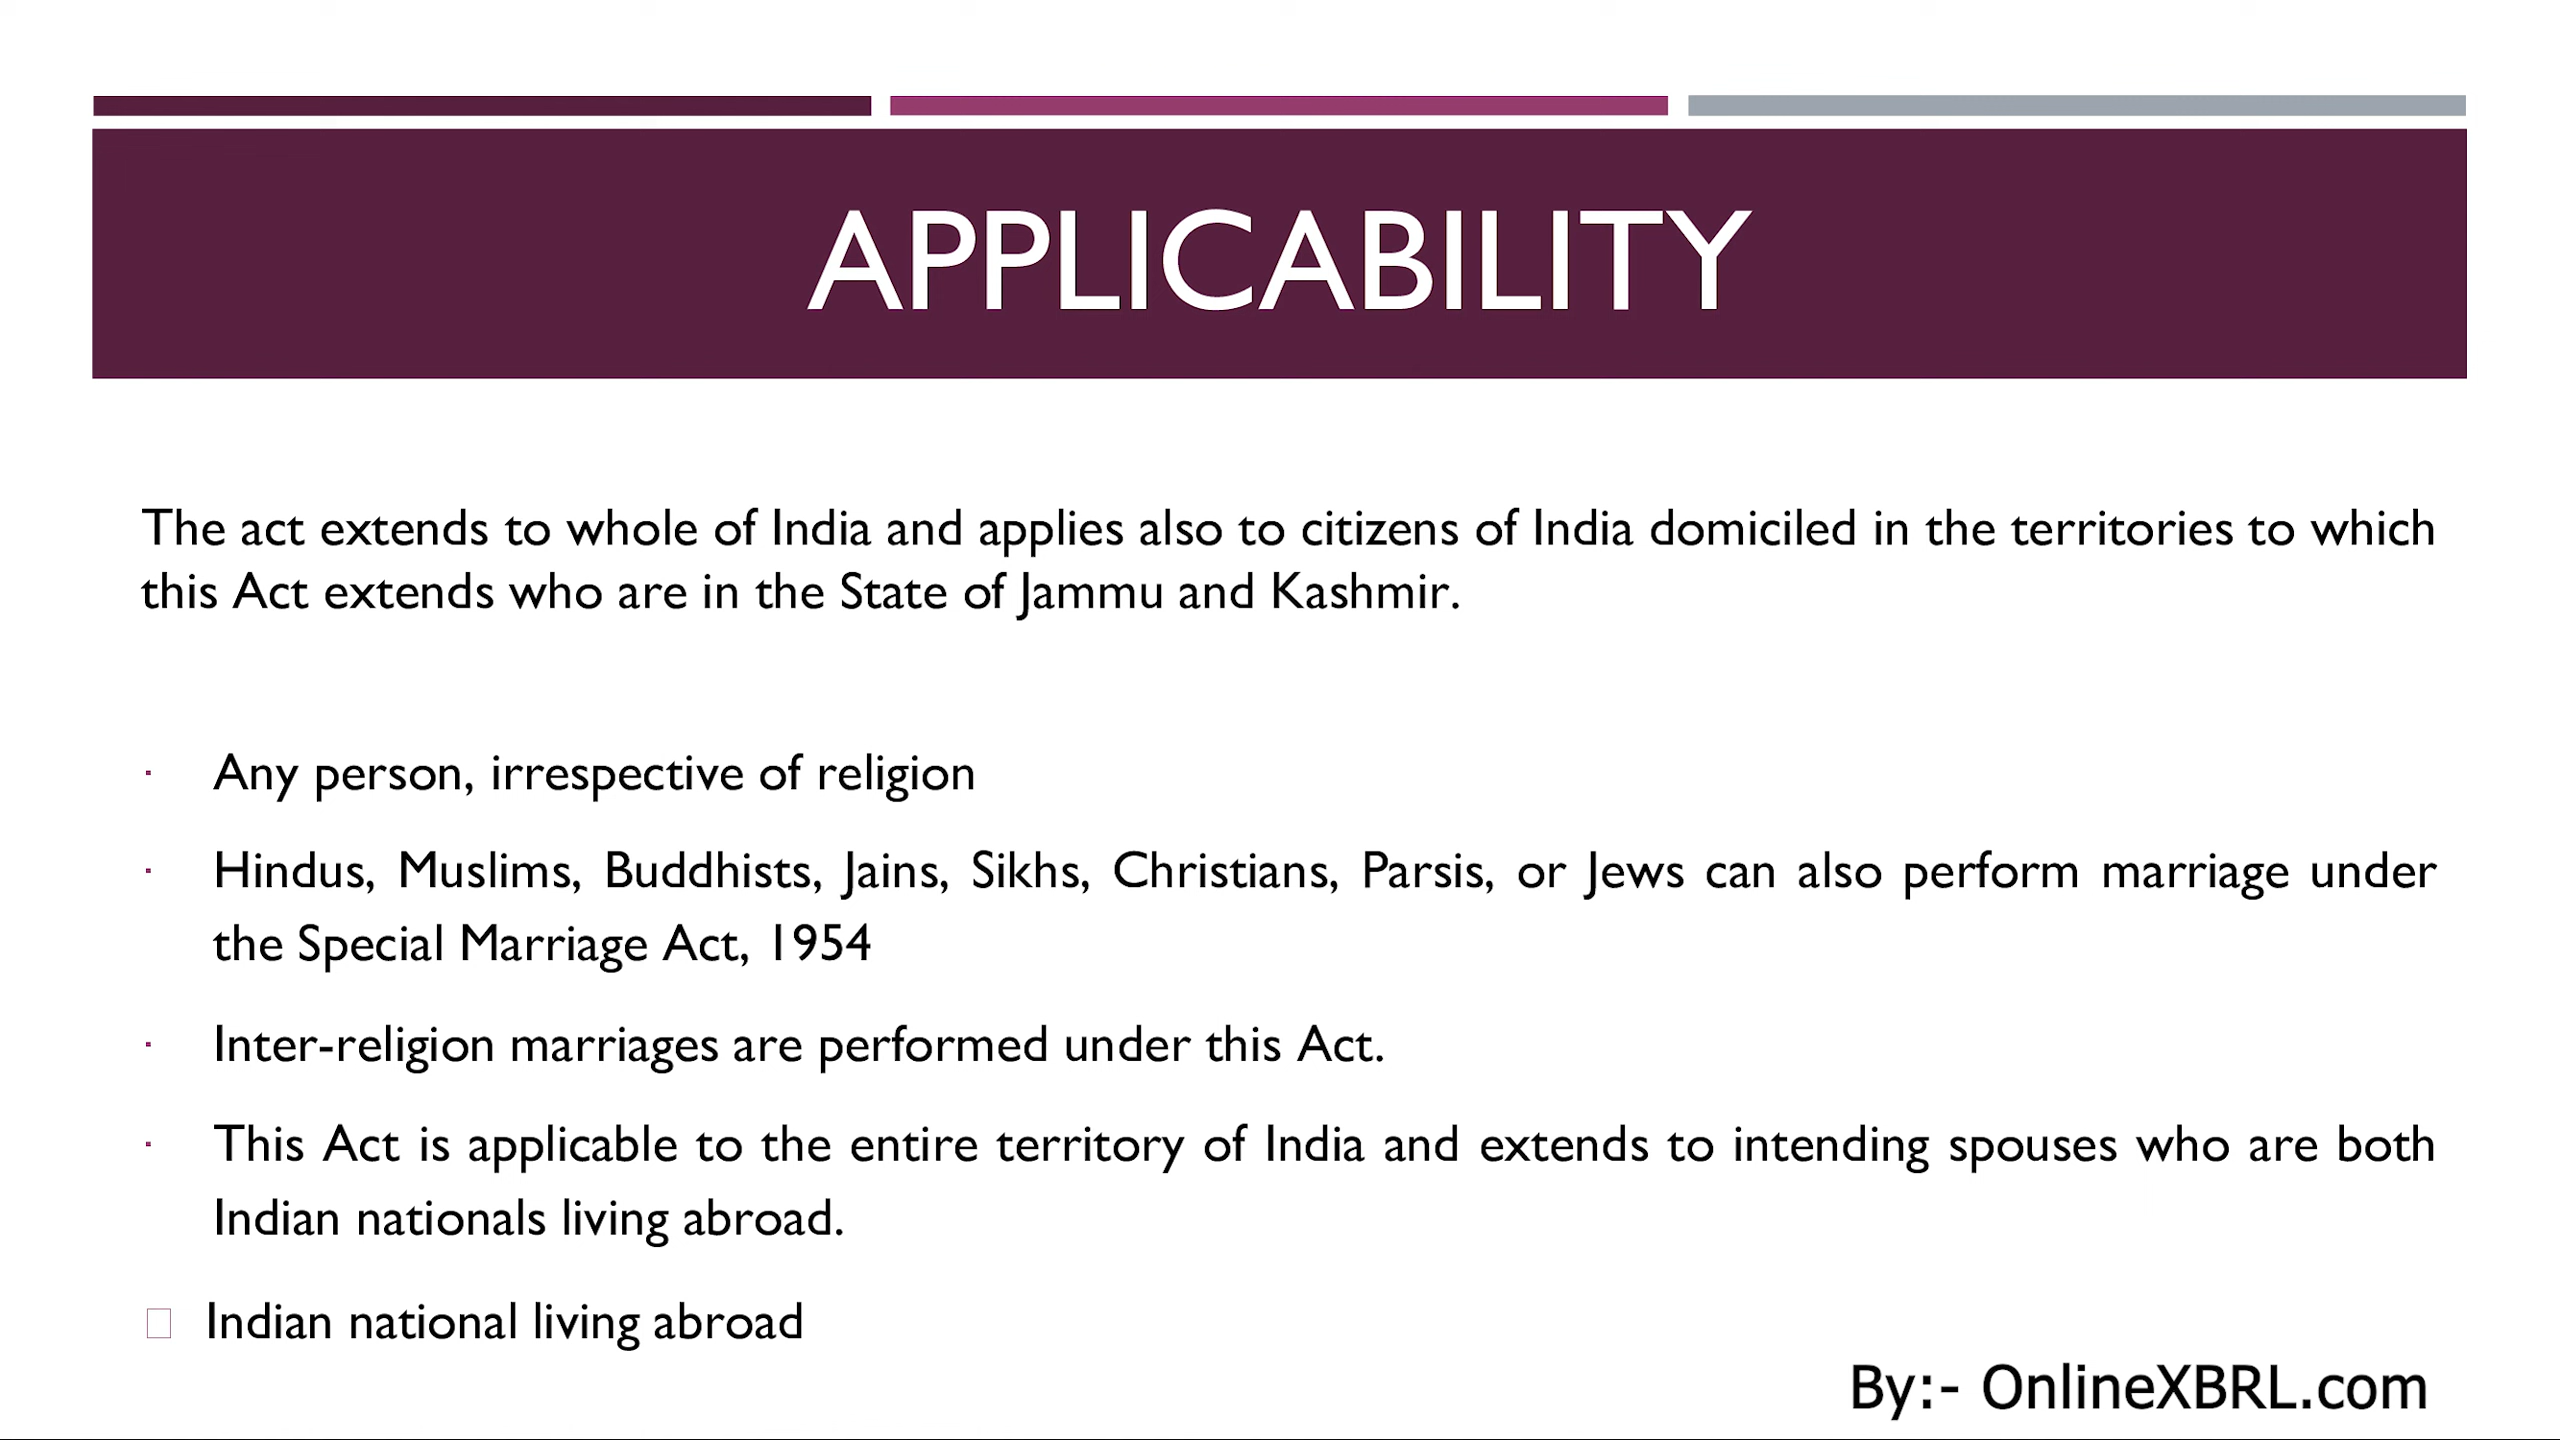 APPLICABILITY
The act extends to whole of India and applies also to citizens of India domiciled in the territories to which
this Act extends who are in the State of Jammu and Kashmir.
· Any person, irrespective of religion
· Hindus, Muslims, Buddhists, Jains, Sikhs, Christians, Parsis, or Jews can also perform marriage under
the Special Marriage Act, 1954
· Inter-religion marriages are performed under this Act.
· This Act is applicable to the entire territory of India and extends to intending spouses who are both
Indian nationals living abroad.
Indian national living abroad
By:- OnlineXBRL.com